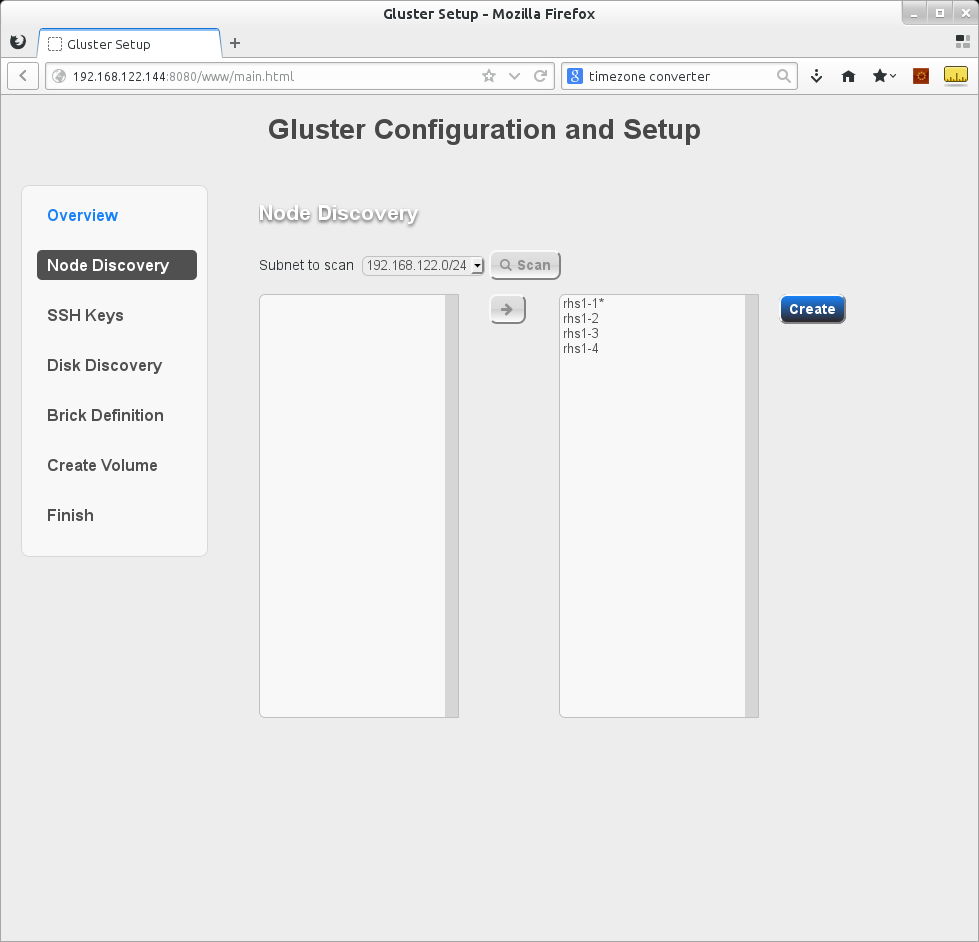 Gluster Setup - Mozilla Firefox
Gluster Setup
192.168.122.144:8080/www/main.html
timezone converter
Gluster Configuration and Setup
Overview
Node Discovery
SSH Keys
Disk Discovery
Brick Definition
Create Volume
Finish
Node Discovery
Subnet to scan 192.168.122.0/24 Scan
rhs1-1*
rhs1-2
rhs1-3
rhs1-4
Create